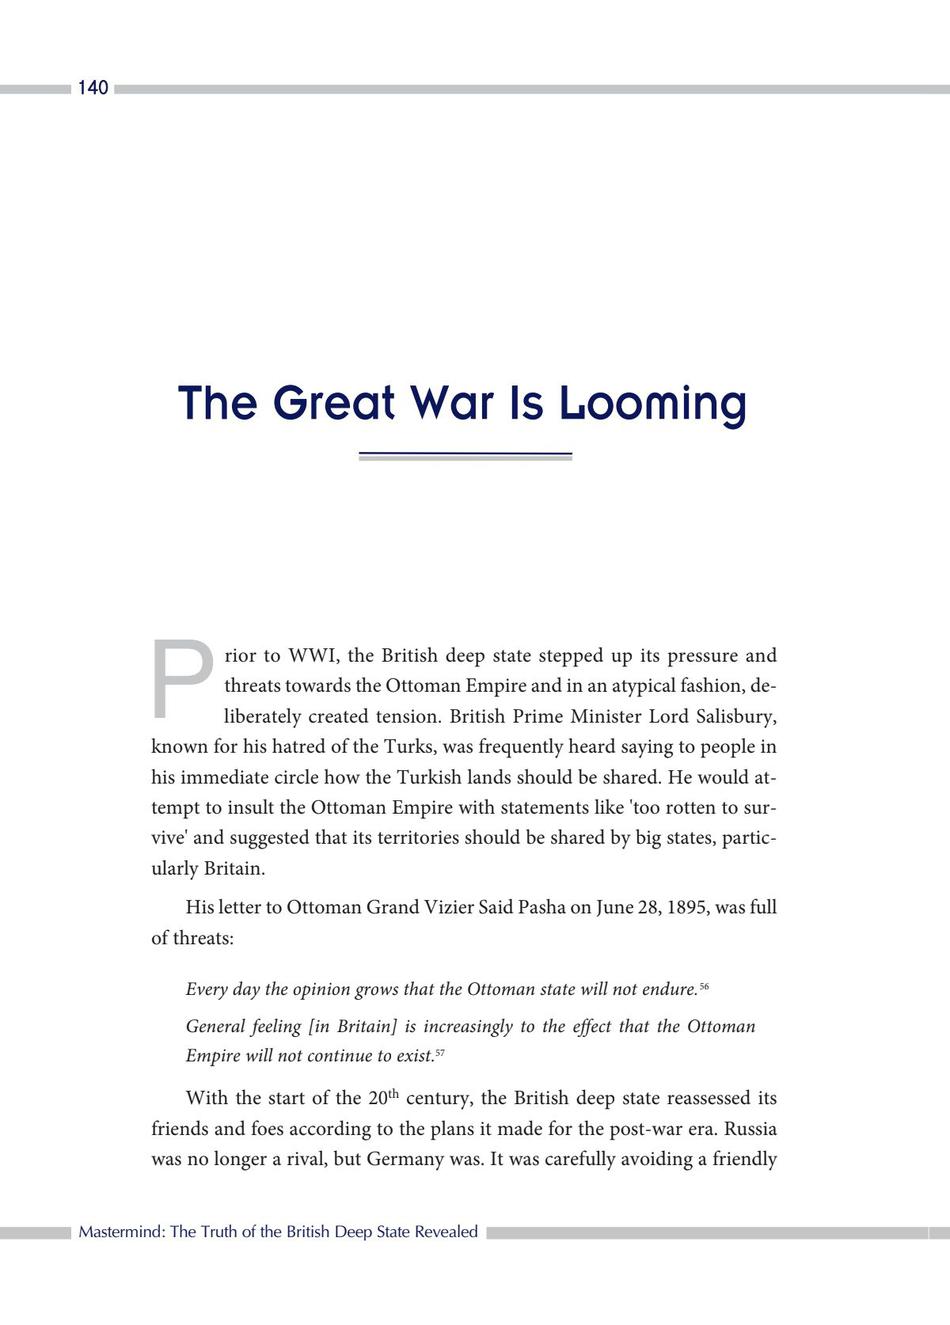 140
The Great War Is Looming
Prior to WWI, the British deep state stepped up its pressure and
threats towards the Ottoman Empire and in an atypical fashion, de-
liberately created tension. British Prime Minister Lord Salisbury,
known for his hatred of the Turks, was frequently heard saying to people in
his immediate circle how the Turkish lands should be shared. He would at-
tempt to insult the Ottoman Empire with statements like 'too rotten to sur-
vive' and suggested that its territories should be shared by big states, partic-
ularly Britain.
His letter to Ottoman Grand Vizier Said Pasha on June 28, 1895, was full
of threats:
Every day the opinion grows that the Ottoman state will not endure.56
General feeling [in Britain] is increasingly to the effect that the Ottoman
Empire will not continue to exist.57
With the start of the 20th century, the British deep state reassessed its
friends and foes according to the plans it made for the post-war era. Russia
was no longer a rival, but Germany was. It was carefully avoiding a friendly
Mastermind: The Truth of the British Deep State Revealed